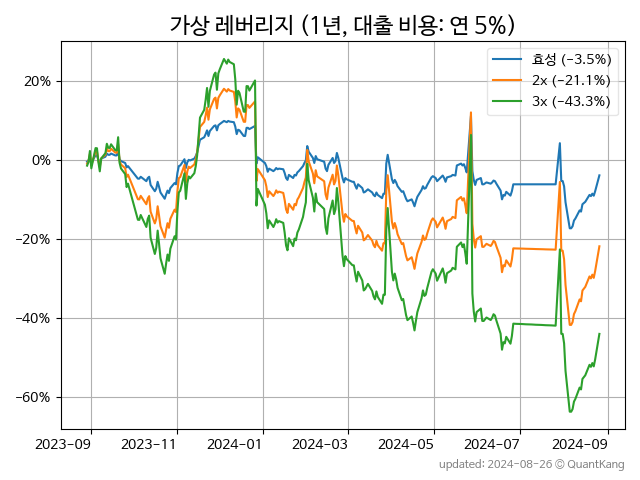 가상 레버리지 (1년, 대출 비용: 연 5%)
효성 (−3.5%)
2x (−21.1%)
3x (−43.3%)
20%
0%
−20%
−40%
−60%
2023-09 2023-11 2024-01 2024-03 2024-05 2024-07 2024-09
updated: 2024-08-26 © QuantKang